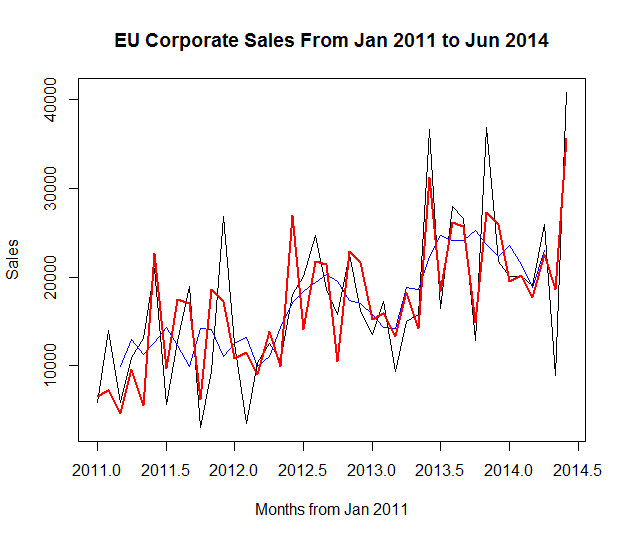 EU Corporate Sales From Jan 2011 to Jun 2014
Sales
40000
30000
20000
10000
2011.0 2011.5 2012.0 2012.5 2013.0 2013.5 2014.0 2014.5
Months from Jan 2011